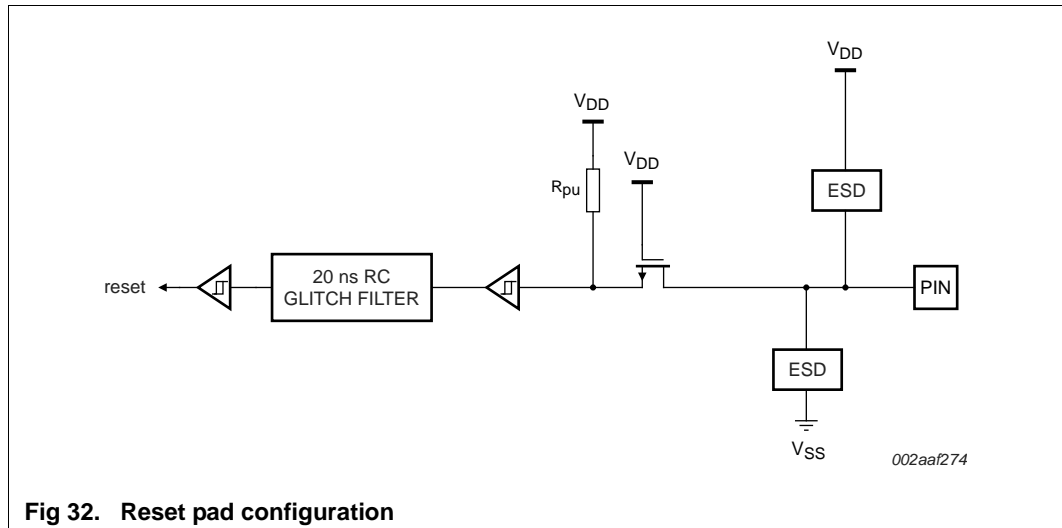 VDD
VDD
VDD
Rpu
ESD
reset
20 ns RC
GLITCH FILTER
PIN
ESD
VSS
002aaf274
Fig 32. Reset pad configuration